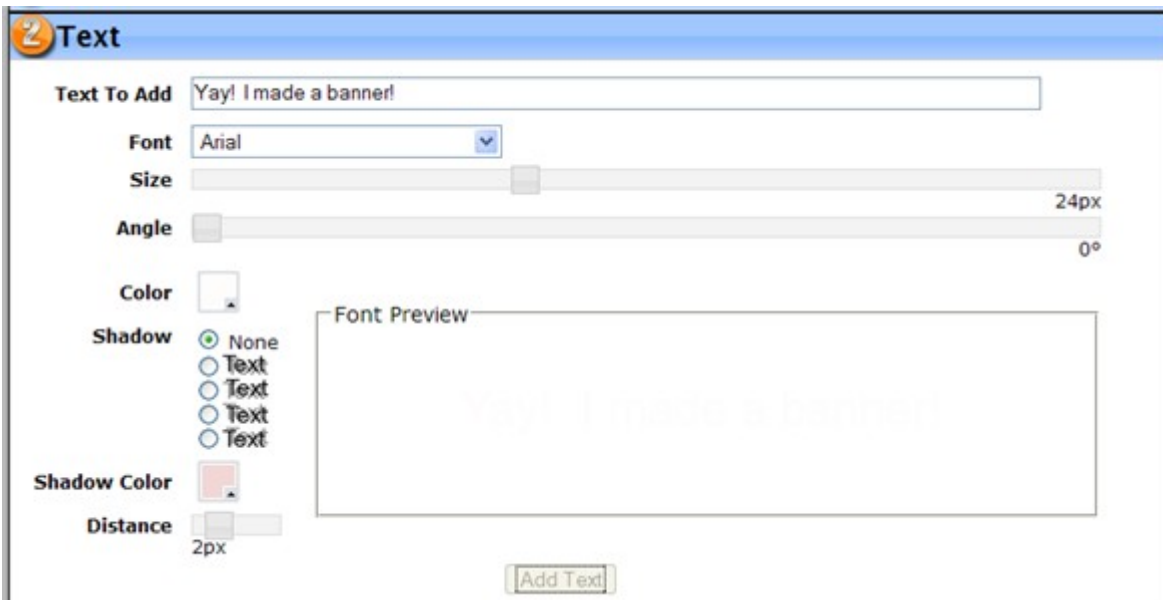 2 Text
Text To Add Yay! I made a banner!
Font Arial
Size
24px
Angle
0º
Color
Font Preview
Shadow None
Text
Text
Text
Text
Yay! I made a banner!
Shadow Color
Distance
2px
Add Text